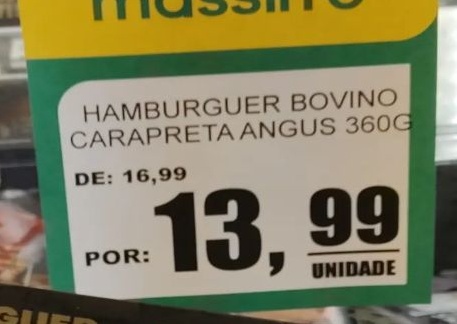 HAMBURGUER BOVINO
CARAPRETA ANGUS 360G
DE: 16,99
POR: 13,99
UNIDADE